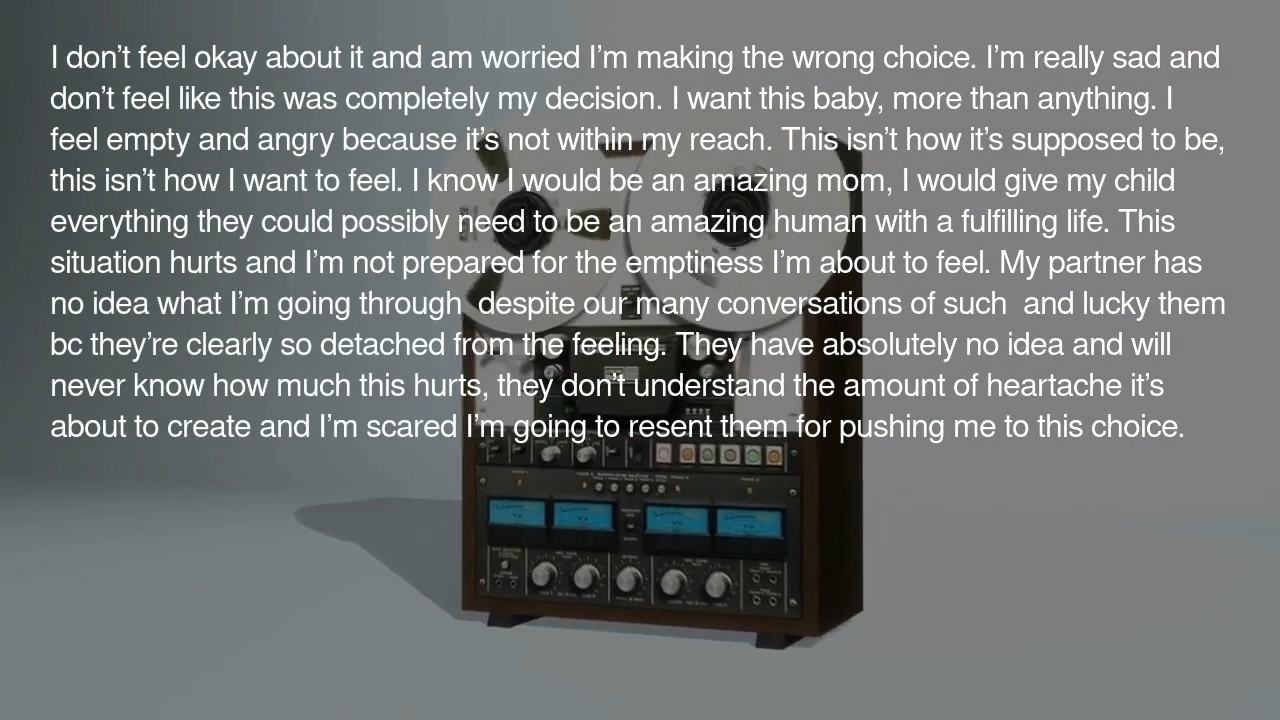 I don’t feel okay about it and am worried I’m making the wrong choice. I’m really sad and
don’t feel like this was completely my decision. I want this baby, more than anything. I
feel empty and angry because it’s not within my reach. This isn’t how it’s supposed to be,
this isn’t how I want to feel. I know I would be an amazing mom, I would give my child
everything they could possibly need to be an amazing human with a fulfilling life. This
situation hurts and I’m not prepared for the emptiness I’m about to feel. My partner has
no idea what I’m going through  despite our many conversations of such  and lucky them
bc they’re clearly so detached from the feeling. They have absolutely no idea and will
never know how much this hurts, they don’t understand the amount of heartache it’s
about to create and I’m scared I’m going to resent them for pushing me to this choice.